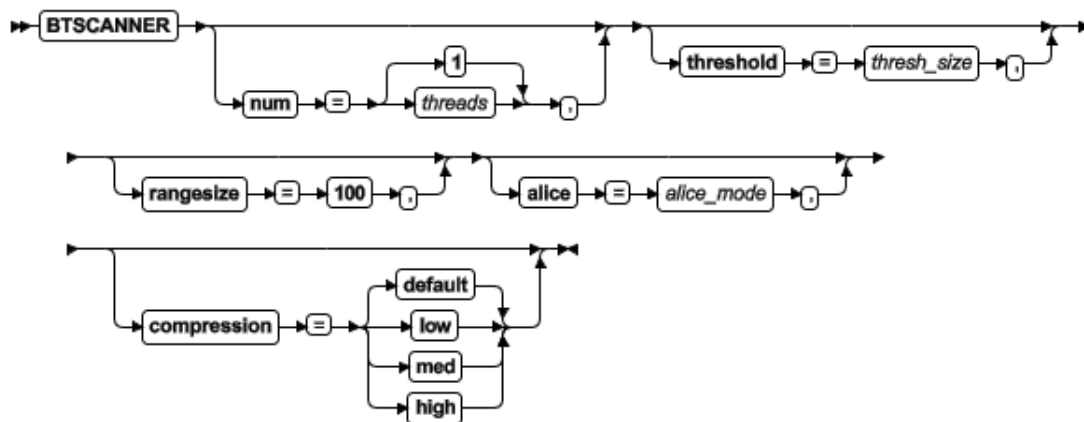 BTSCANNER
1
num = threads ,
threshold = thresh_size ,
rangesize = 100 ,
alice = alice_mode ,
default
compression = low
med
high